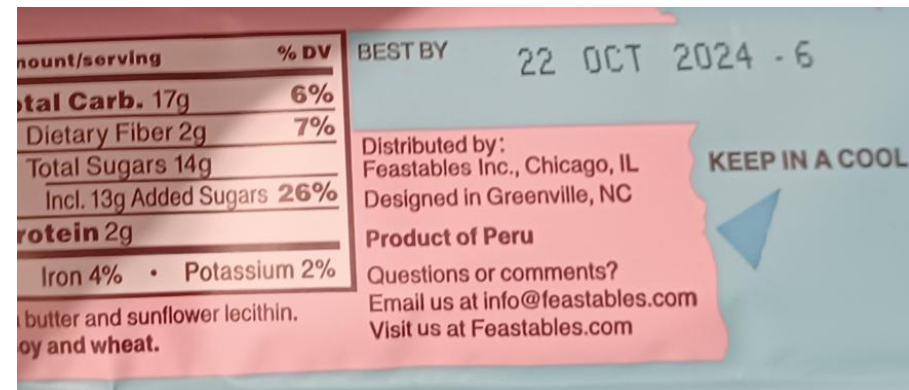 mount/serving % DV
otal Carb. 17g 6%
Dietary Fiber 2g 7%
Total Sugars 14g
Incl. 13g Added Sugars 26%
rotein 2g
Iron 4% • Potassium 2%
butter and sunflower lecithin.
oy and wheat.
BEST BY 22 OCT 2024 - 6
Distributed by:
Feastables Inc., Chicago, IL
Designed in Greenville, NC
Product of Peru
Questions or comments?
Email us at info@feastables.com
Visit us at Feastables.com
KEEP IN A COOL